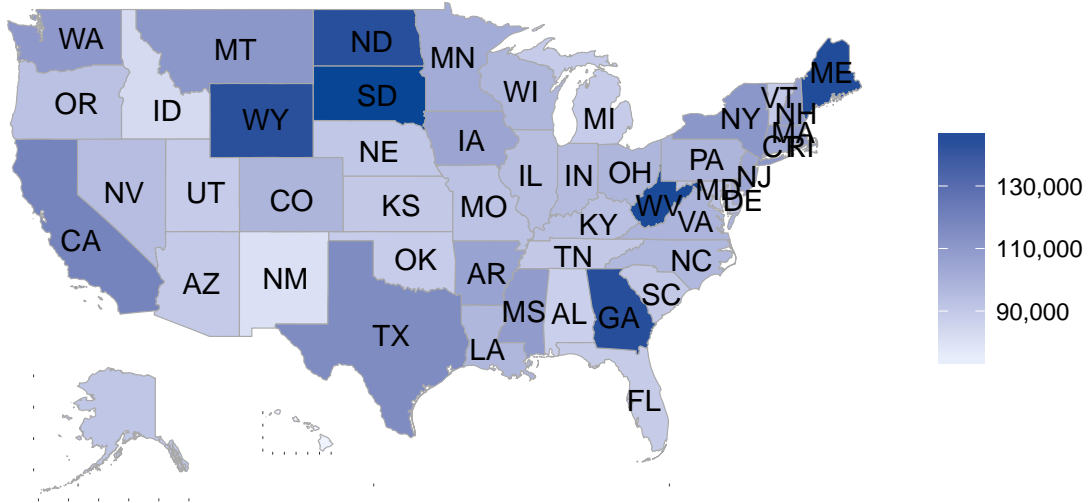 WA
MT
ND
MN
ME
OR
ID
WY
SD
WI
MI
NY
VT
NH
MA
CT
RI
NV
UT
CO
NE
IA
IL
IN
OH
PA
NJ
MD
DE
CA
KS
MO
KY
WV
VA
AZ
NM
OK
AR
TN
NC
TX
LA
MS
AL
GA
SC
FL
130,000
110,000
90,000